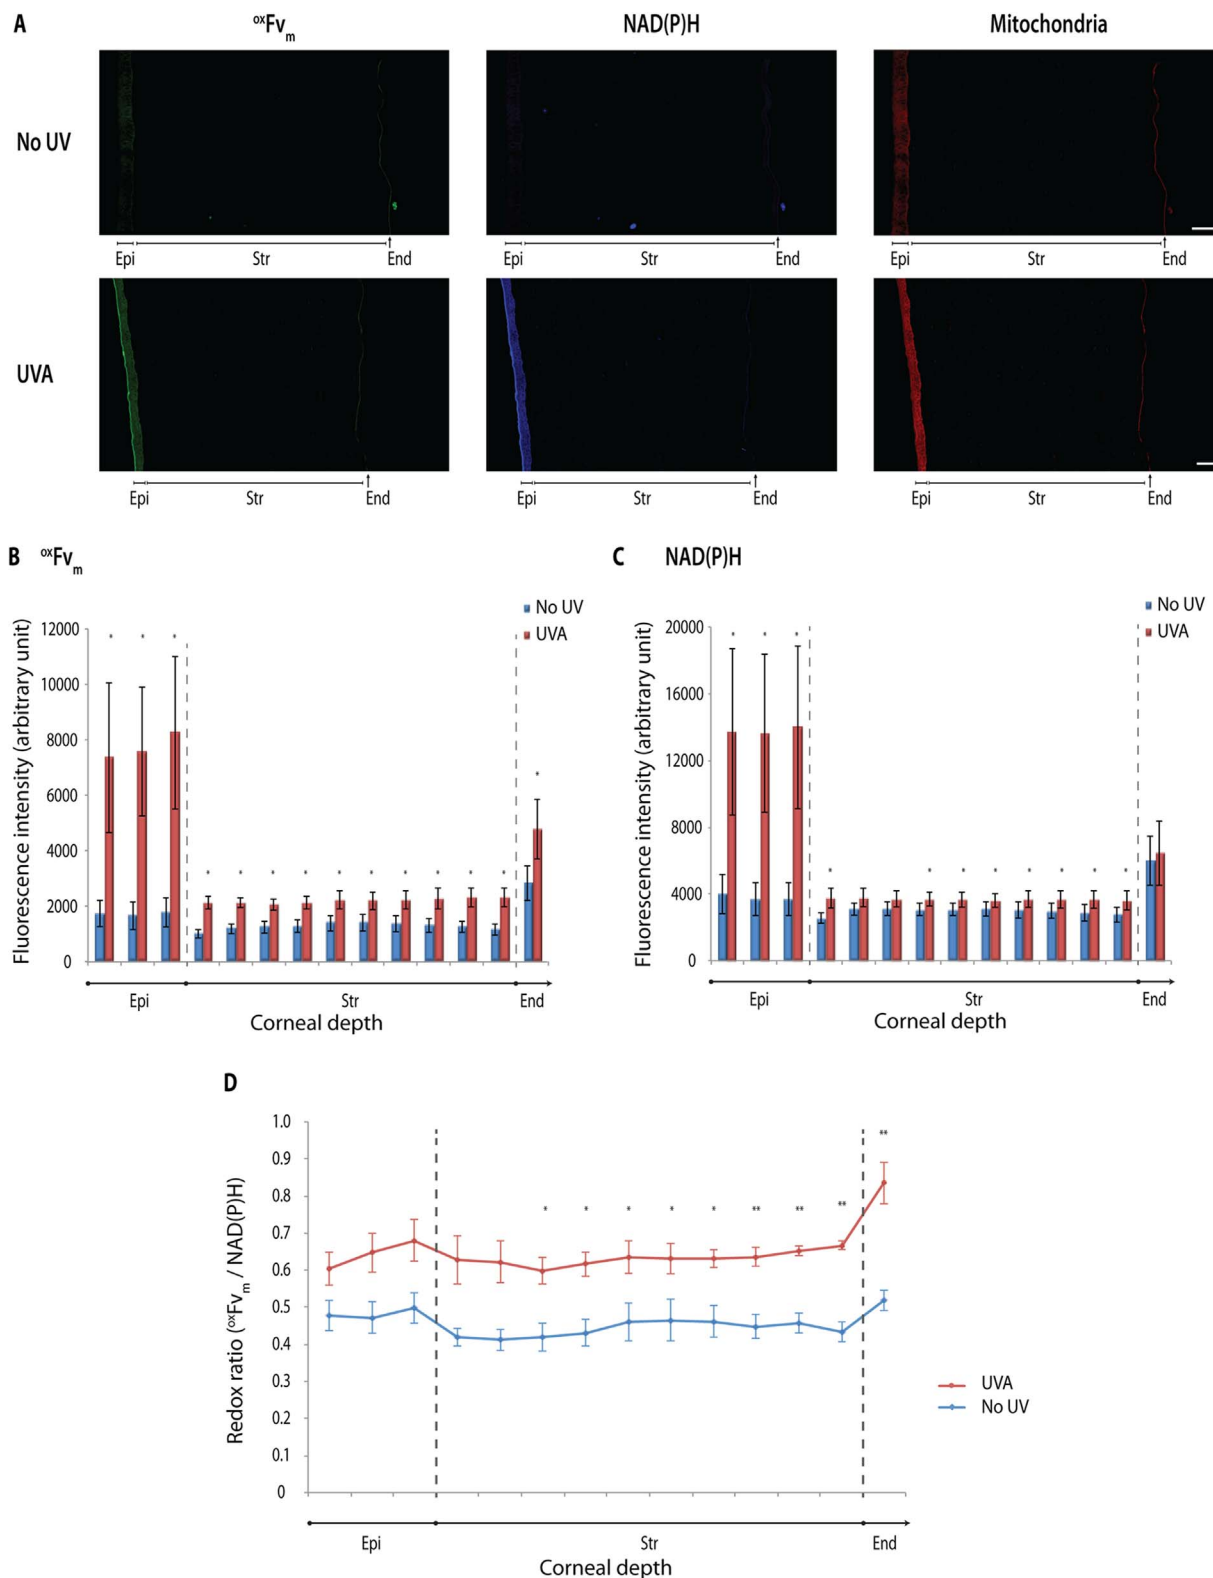 A
oxFvm NAD(P)H Mitochondria
No UV
Epi Str End Epi Str End Epi Str End
UVA
Epi Str End Epi Str End Epi Str End
B oxFvm
No UV
UVA
Fluorescence intensity (arbitrary unit)
12000
10000
8000
6000
4000
2000
0
* * * * * * * * * * * * * *
Epi Str End
Corneal depth
C NAD(P)H
No UV
UVA
Fluorescence intensity (arbitrary unit)
20000
16000
12000
8000
4000
0
* * * * * * * * * * *
Epi Str End
Corneal depth
D
Redox ratio (oxFvm / NAD(P)H
1.0
0.9
0.8
0.7
0.6
0.5
0.4
0.3
0.2
0.1
0
* * * * * ** ** ** **
UVA
No UV
Epi Str End
Corneal depth